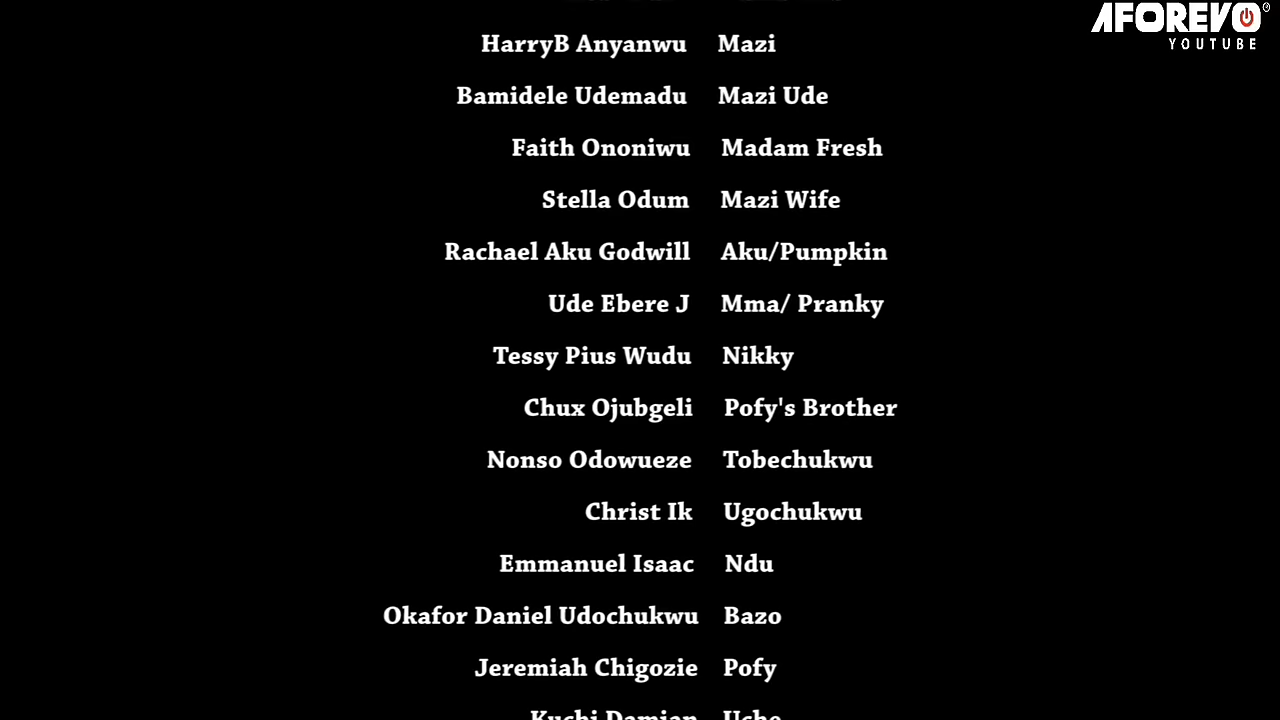 AFOREVO
YOUTUBE
HarryB Anyanwu Mazi
Bamidele Udemadu Mazi Ude
Faith Ononiwu Madam Fresh
Stella Odum Mazi Wife
Rachael Aku Godwill Aku/Pumpkin
Ude Ebere J Mma/ Pranky
Tessy Pius Wudu Nikky
Chux Ojubgeli Pofy's Brother
Nonso Odowueze Tobechukwu
Christ Ik Ugochukwu
Emmanuel Isaac Ndu
Okafor Daniel Udochukwu Bazo
Jeremiah Chigozie Pofy